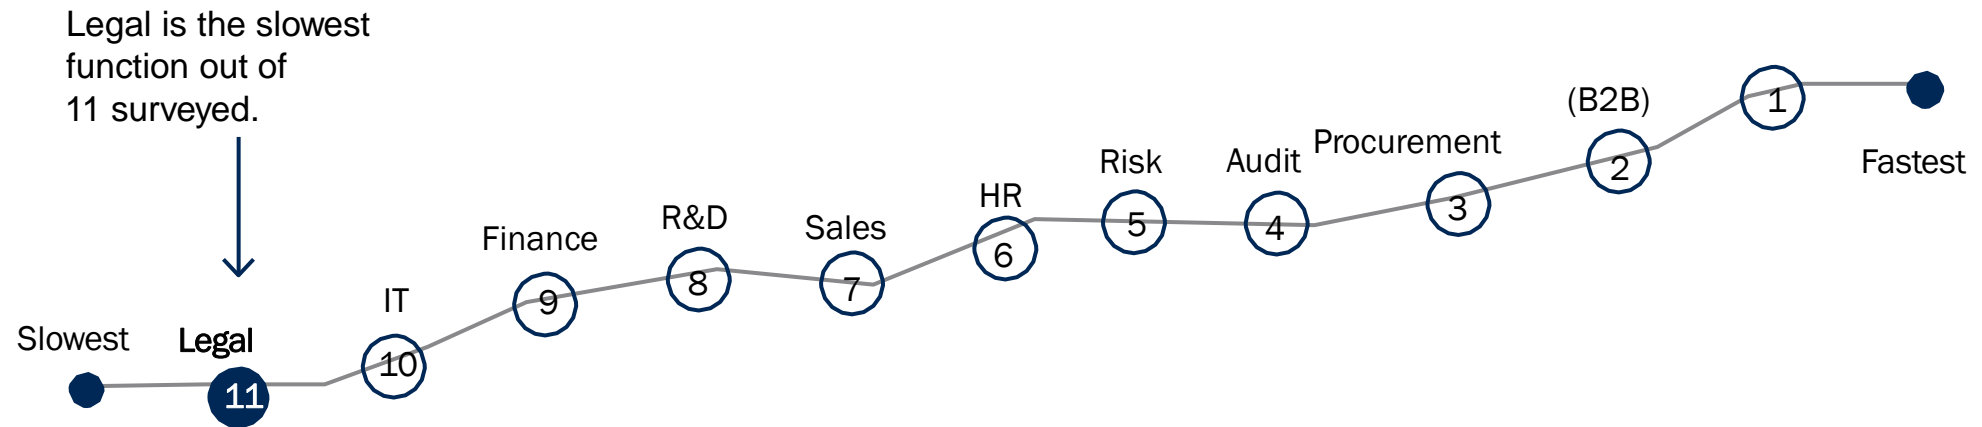 Legal is the slowest
function out of
11 surveyed.
(B2B)
1
Procurement
2
Fastest
Risk
Audit
HR
3
R&D
Sales
5
4
Finance
6
8
7
IT
9
Slowest
Legal
10
11